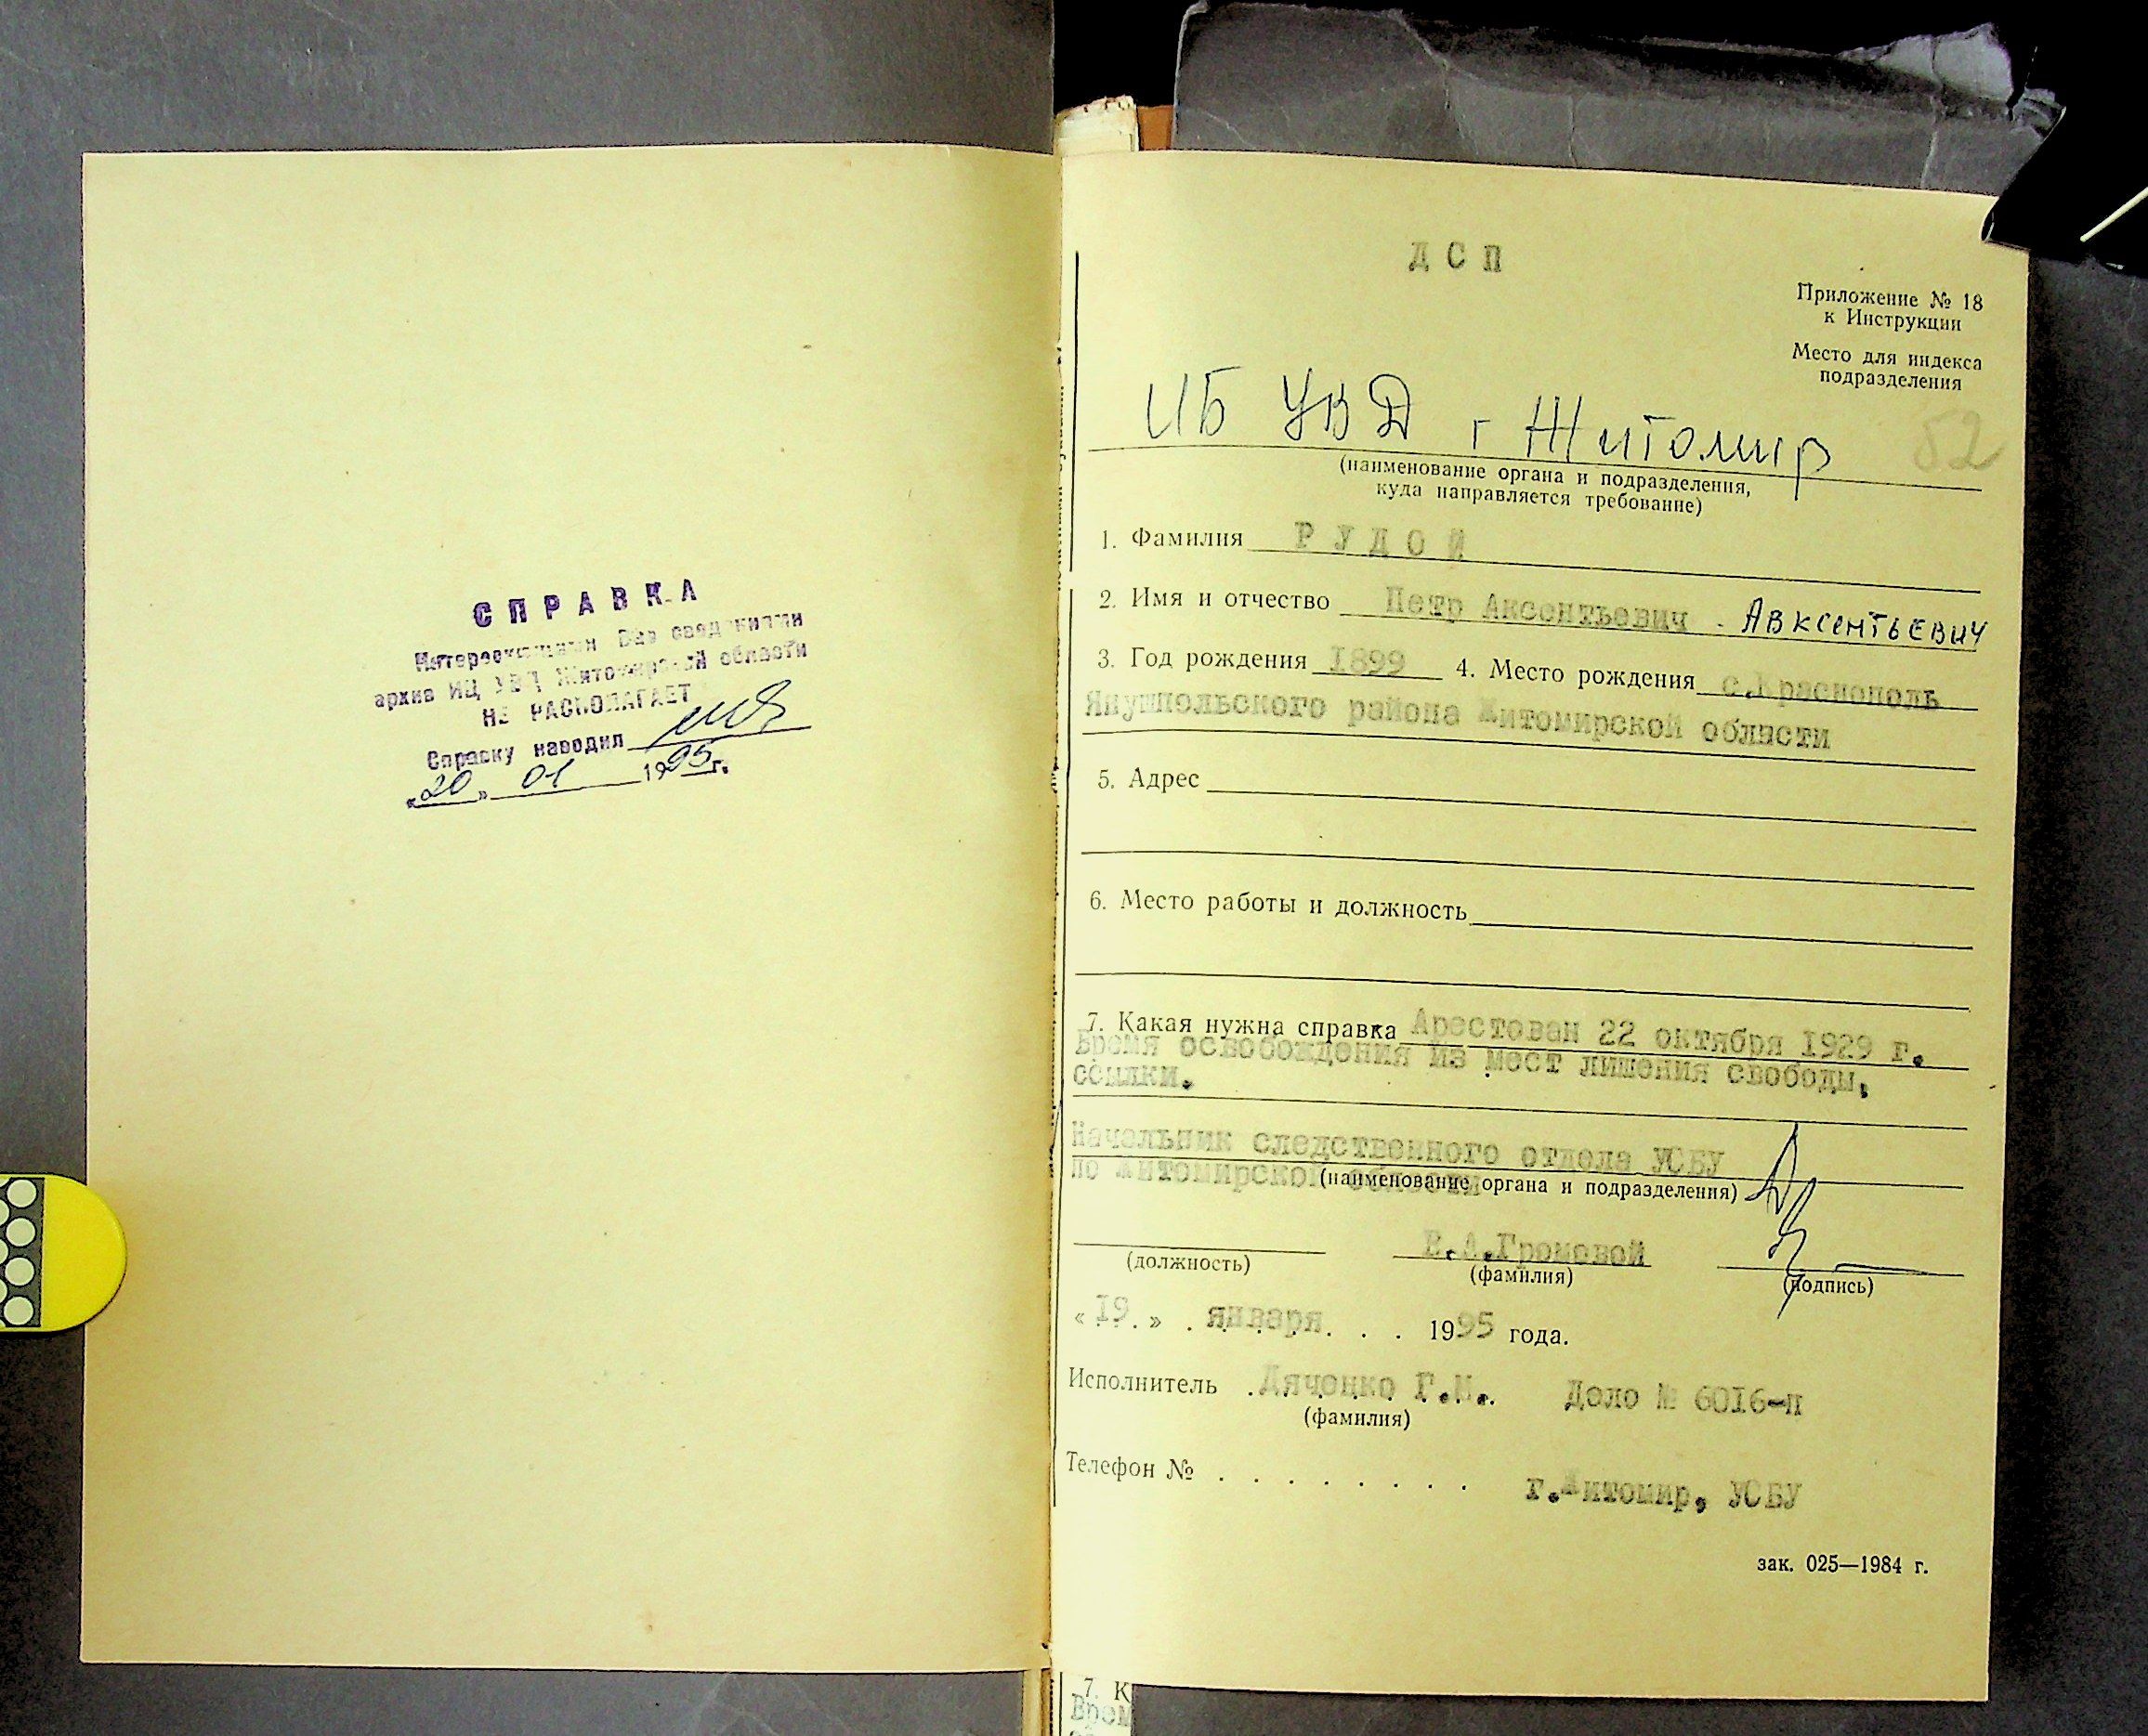 СПРАВКА
Интересующими Вас сведениями
архив ИЦ УВД Житомирской области
НЕ РАСПОЛАГАЕТ
Справку наводил
«20» 01 1995 г.
ДСП
Приложение № 18
к Инструкции
Место для индекса
подразделения
52
ИБ УВД г Житомир
(наименование органа и подразделения,
куда направляется требование)
1. Фамилия РУДОЙ
2. Имя и отчество Петр Аксентьевич - Авксентьевич
3. Год рождения 1899 4. Место рождения с.Краснополь
Янушпольского района Житомирской области
5. Адрес
6. Место работы и должность
7. Какая нужна справка Арестован 22 октября 1929 г.
Время освобождения из мест лишения свободы,
ссылки.
Начальник следственного отдела УСБУ
по Житомирской области
(наименование органа и подразделения)
Громовой
(должность) (фамилия) (подпись)
«19.» . января. . . 1995 года.
Исполнитель Дяченко Дело № 6016-п
(фамилия)
Телефон № . . . . . . . .
г.Житомир, УСБУ
зак. 025—1984 г.
7. К
Врем